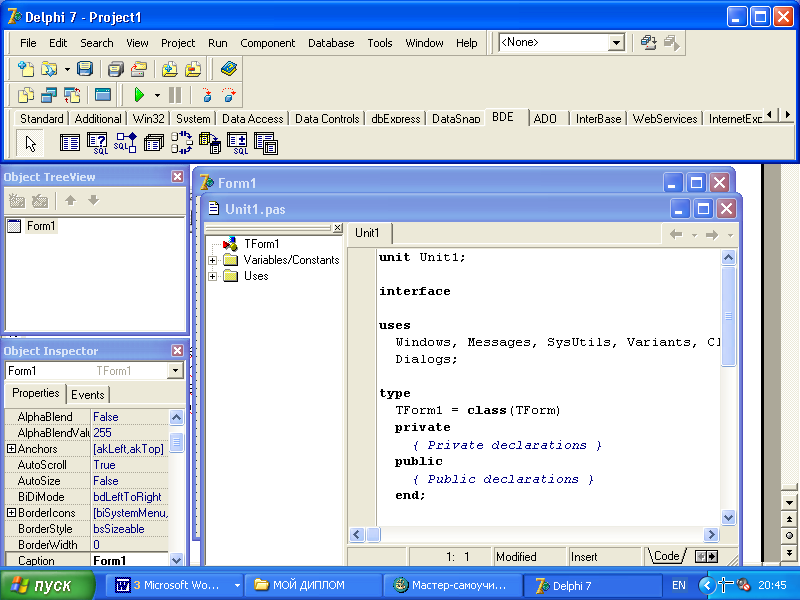 Delphi 7 - Project1
File Edit Search View Project Run Component Database Tools Window Help <None>
Standard Additional Win32 System Data Access Data Controls dbExpress DataSnap BDE ADO InterBase WebServices InternetExp
SQL SQL SQL
Object TreeView
Form1
Form1
Unit1.pas
TForm1
Variables/Constants
Uses
Unit1
unit Unit1;
interface
uses
Windows, Messages, SysUtils, Variants, Cl
Dialogs;
type
TForm1 = class(TForm)
private
{ Private declarations }
public
{ Public declarations }
end;
1: 1 Modified Insert Code
Object Inspector
Form1 TForm1
Properties Events
AlphaBlend False
AlphaBlendValu 255
Anchors [akLeft,akTop]
AutoScroll True
AutoSize False
BiDiMode bdLeftToRight
BorderIcons [biSystemMenu,
BorderStyle bsSizeable
BorderWidth 0
Caption Form1
пуск 3 Microsoft Wo... МОЙ ДИПЛОМ Мастер-самоучи... Delphi 7 EN 20:45